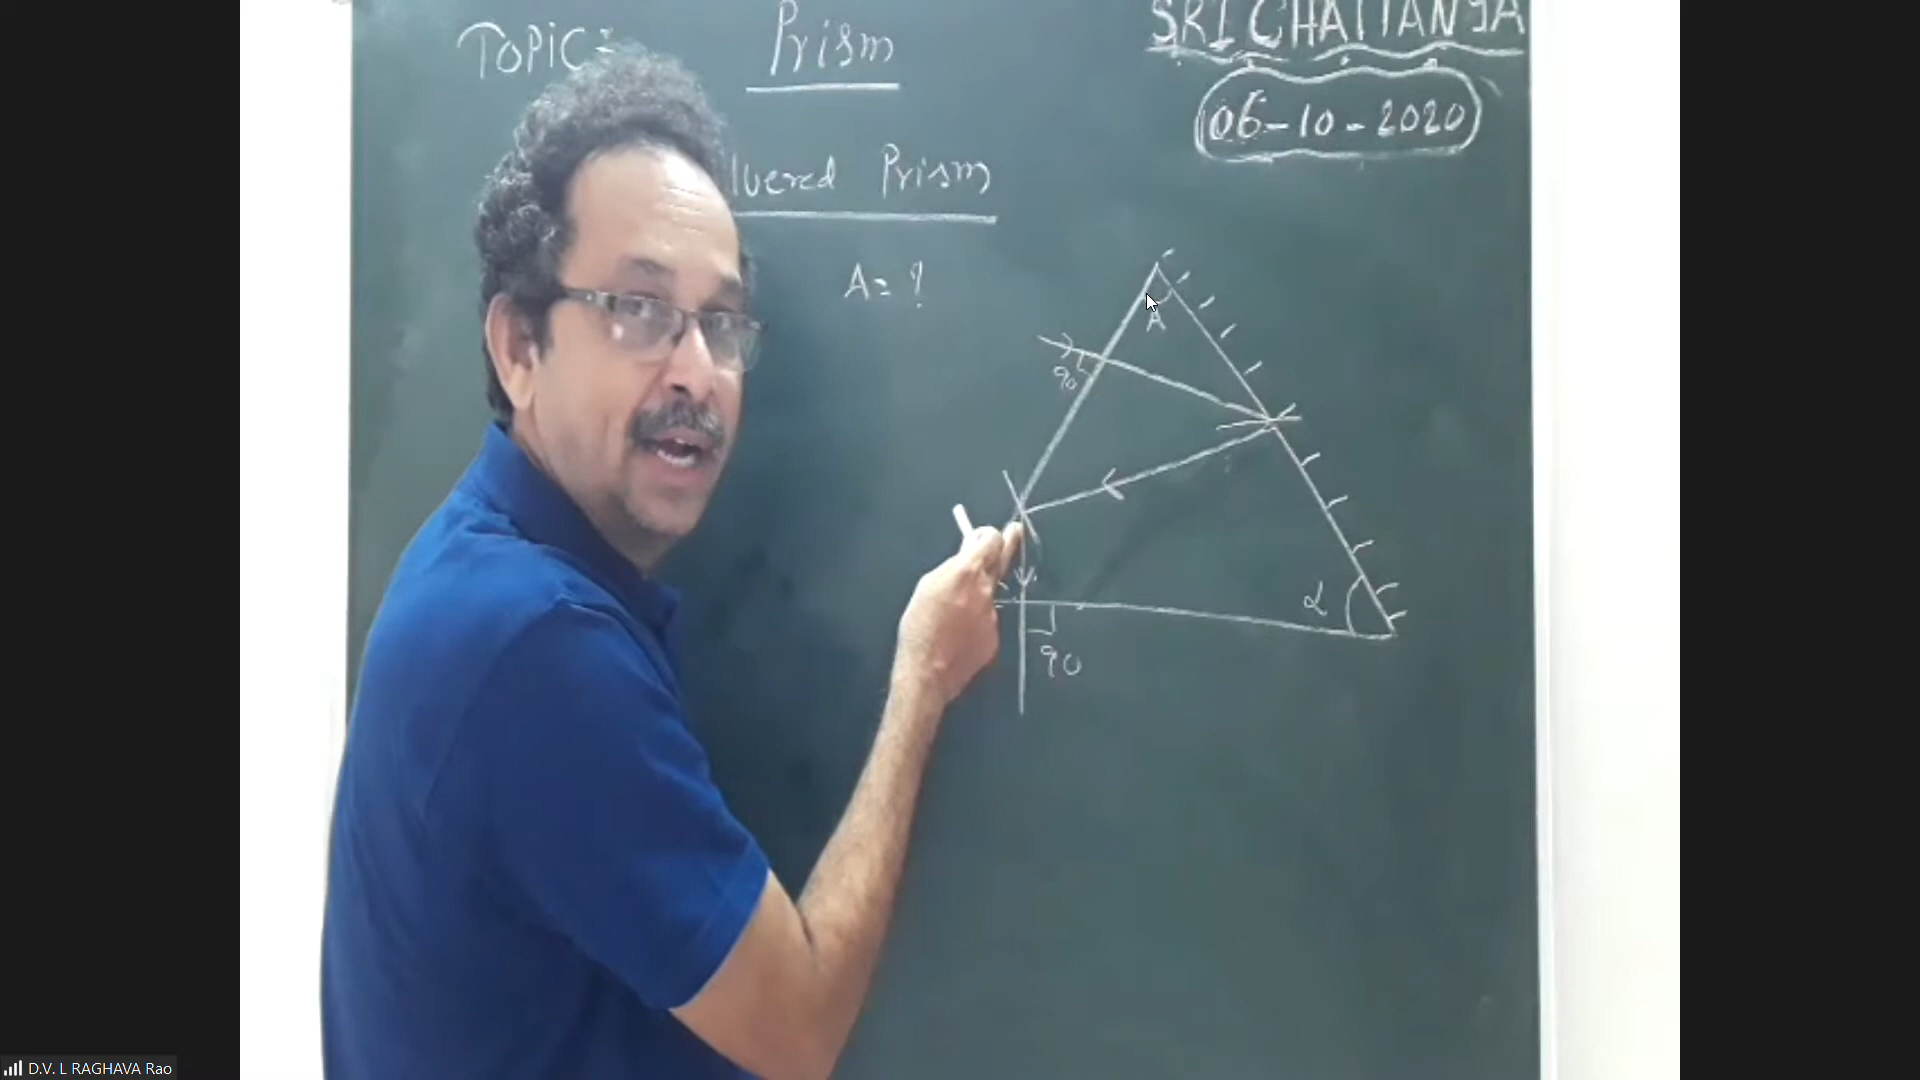 TOPIC:
Prism
SRI CHAITANYA
06-10-2020
lvered Prism
A = ?
A
90
α
90
D.V. L RAGHAVA Rao